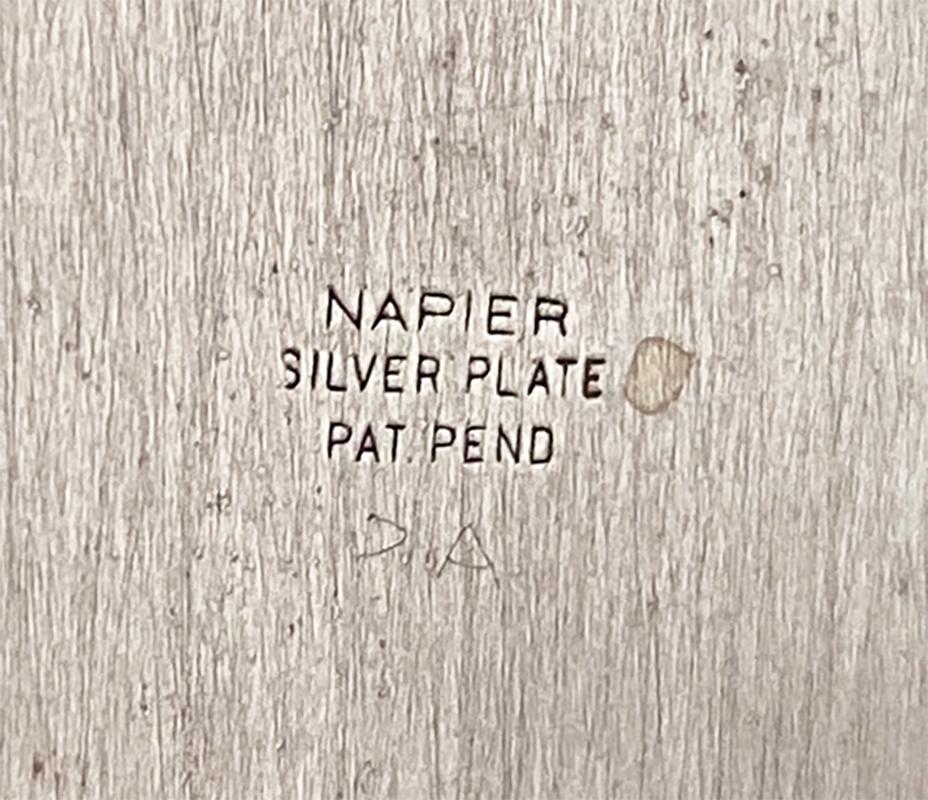 NAPIER
SILVER PLATE
PAT. PEND
D.A